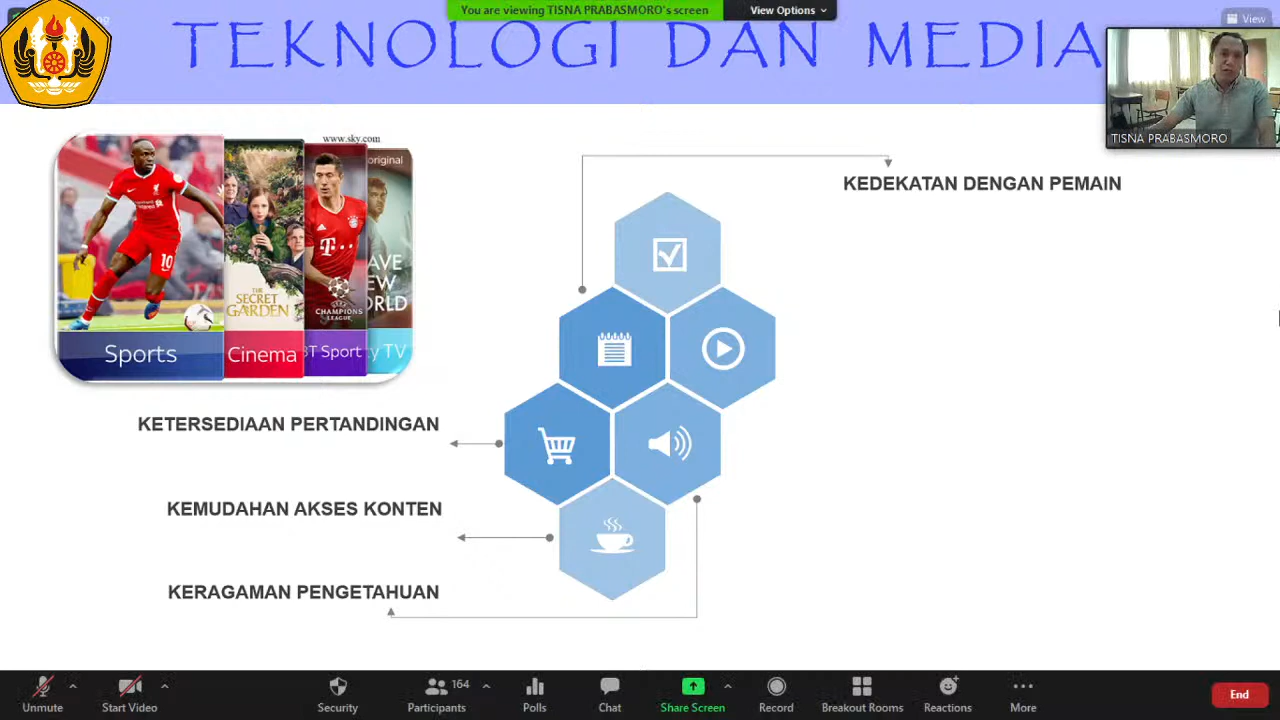 You are viewing TISNA PRABASMORO's screen
View Options
View
TEKNOLOGI DAN MEDIA
TISNA PRABASMORO
www.sky.com
original
10
T
THE
SECRET
GARDEN
CHAMPIONS
LEAGUE
Sports
Cinema
BT Sport
TV
KEDEKATAN DENGAN PEMAIN
KETERSEDIAAN PERTANDINGAN
KEMUDAHAN AKSES KONTEN
KERAGAMAN PENGETAHUAN
Unmute
Start Video
Security
Participants
164
Polls
Chat
Share Screen
Record
Breakout Rooms
Reactions
More
End